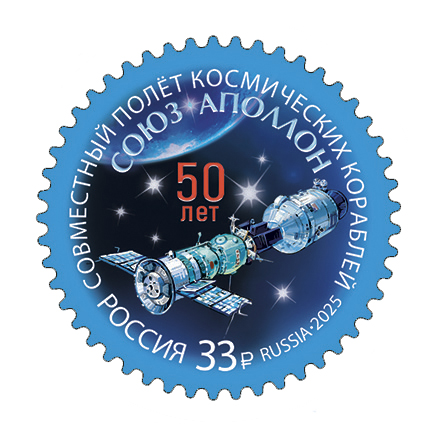 СОВМЕСТНЫЙ ПОЛЁТ КОСМИЧЕСКИХ КОРАБЛЕЙ
СОЮЗ АПОЛЛОН
50
лет
РОССИЯ 33₽ RUSSIA•2025